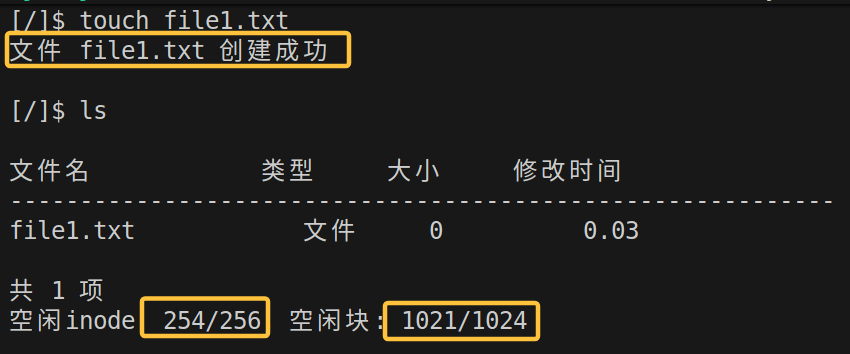 [/]$ touch file1.txt
文件 file1.txt 创建成功
[/]$ ls
文件名 类型 大小 修改时间
-----------------------------------------------------------
file1.txt 文件 0 0.03
共 1 项
空闲inode 254/256 空闲块: 1021/1024